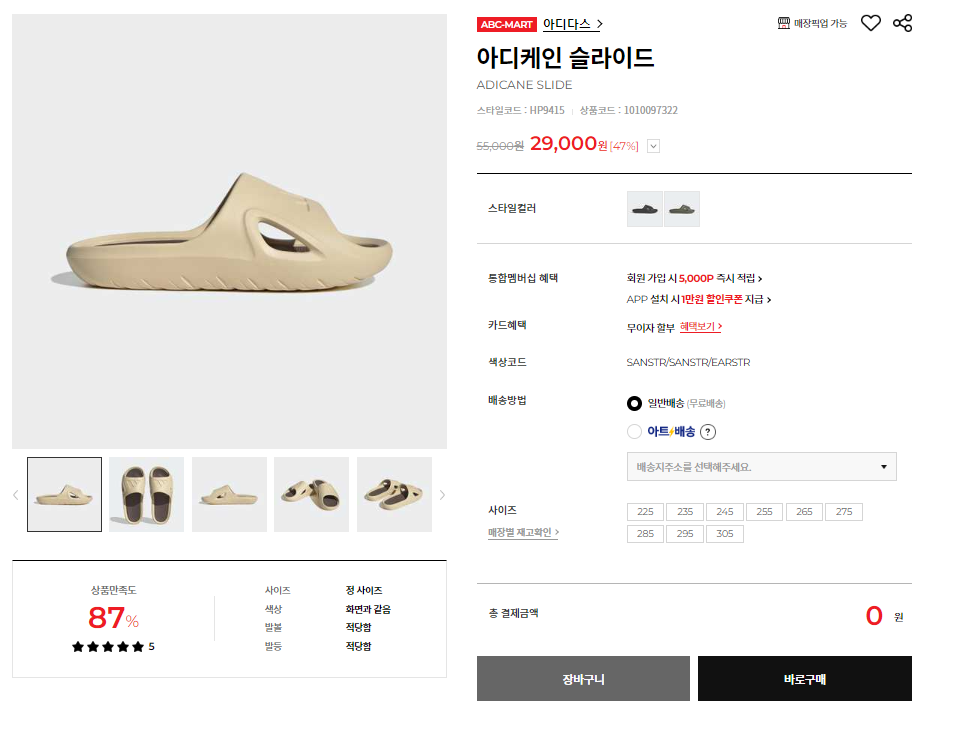 ABC-MART 아디다스 >
매장픽업 가능
아디케인 슬라이드
ADICANE SLIDE
스타일코드 : HP9415 | 상품코드 : 1010097322
55,000원 29,000원 [47%]
스타일컬러
통합멤버십 혜택
회원 가입 시 5,000P 즉시 적립 >
APP 설치 시 1만원 할인쿠폰 지급 >
카드혜택
무이자 할부 혜택보기 >
색상코드
SANSTR/SANSTR/EARSTR
배송방법
일반배송 (무료배송)
아트배송 ?
배송지주소를 선택해주세요.
사이즈
매장별 재고확인 >
225 235 245 255 265 275
285 295 305
총 결제금액
0 원
장바구니
바로구매
상품만족도
87%
★★★★★ 5
사이즈 정 사이즈
색상 화면과 같음
발볼 적당함
발등 적당함